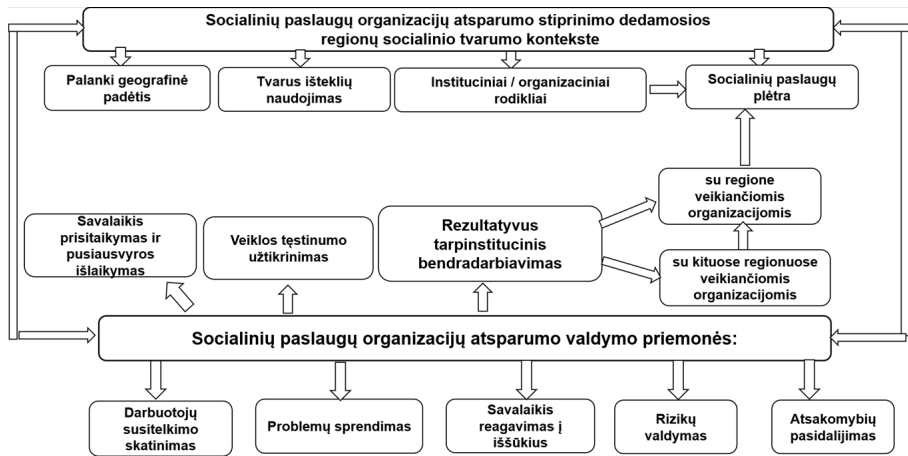 Socialinių paslaugų organizacijų atsparumo stiprinimo dedamosios
regionų socialinio tvarumo kontekste
Palanki geografinė
padėtis
Tvarus išteklių
naudojimas
Instituciniai / organizaciniai
rodikliai
Socialinių paslaugų
plėtra
su regione
veikiančiomis
organizacijomis
Savalaikis
prisitaikymas ir
pusiausvyros
išlaikymas
Veiklos tęstinumo
užtikrinimas
Rezultatyvus
tarpinstitucinis
bendradarbiavimas
su kituose regionuose
veikiančiomis
organizacijomis
Socialinių paslaugų organizacijų atsparumo valdymo priemonės:
Darbuotojų
susitelkimo
skatinimas
Problemų sprendimas
Savalaikis
reagavimas į
iššūkius
Rizikų
valdymas
Atsakomybių
pasidalijimas